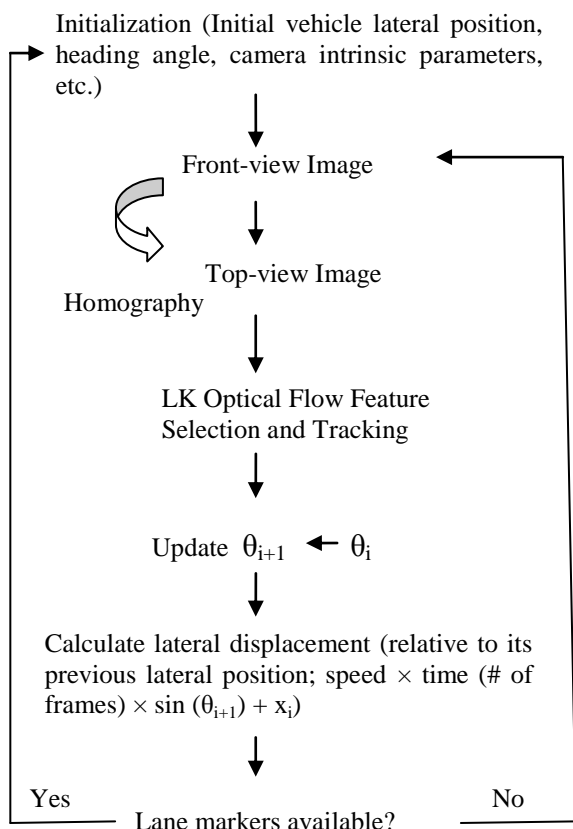 Initialization (Initial vehicle lateral position,
heading angle, camera intrinsic parameters,
etc.)
Front-view Image
Top-view Image
Homography
LK Optical Flow Feature
Selection and Tracking
Update θi+1 θi
Calculate lateral displacement (relative to its
previous lateral position; speed × time (# of
frames) × sin (θi+1) + xi)
Yes No
Lane markers available?